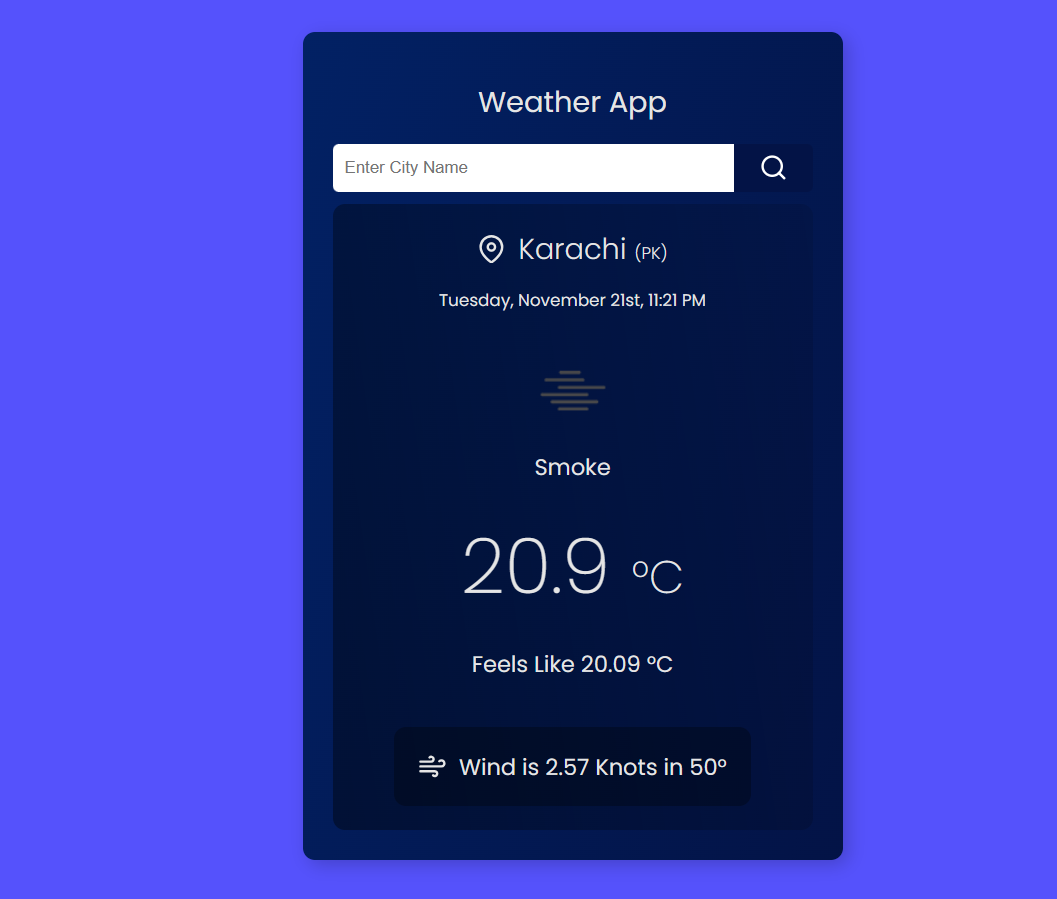 Weather App
Enter City Name
Karachi (PK)
Tuesday, November 21st, 11:21 PM
Smoke
20.9 °C
Feels Like 20.09 °C
Wind is 2.57 Knots in 50°